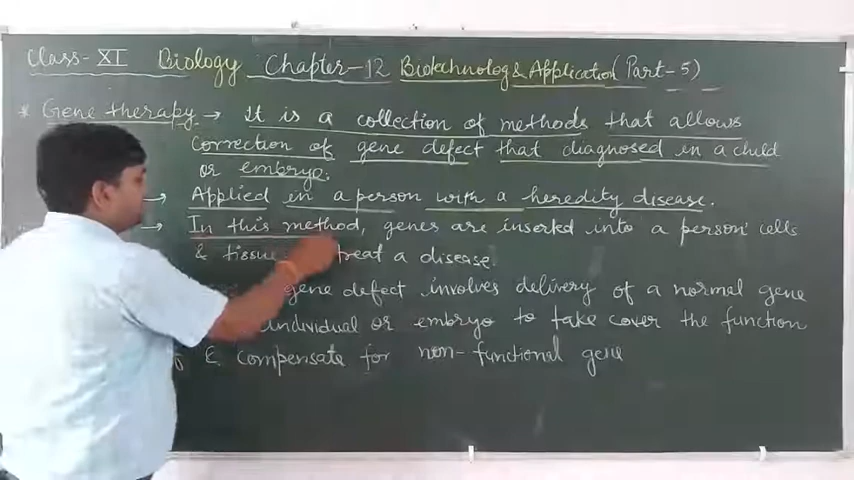 Class-XI Biology Chapter-12 Biotechnolog & Application (Part-5)
* Gene therapy → It is a collection of methods that allows
Correction of gene defect that diagnosed in a child
or embryo.
→ Applied in a person with a heredity disease.
→ In this method, genes are inserted into a person' cells
& tissue treat a disease.
gene defect involves delivery of a normal gene
individual or embryo to take cover the function
& compensate for non-functional gene